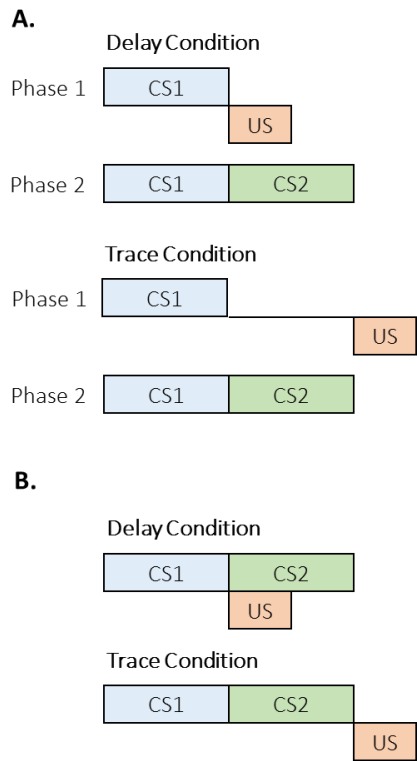 A.
Delay Condition
Phase 1 CS1
US
Phase 2 CS1 CS2
Trace Condition
Phase 1 CS1
US
Phase 2 CS1 CS2
B.
Delay Condition
CS1 CS2
US
Trace Condition
CS1 CS2
US